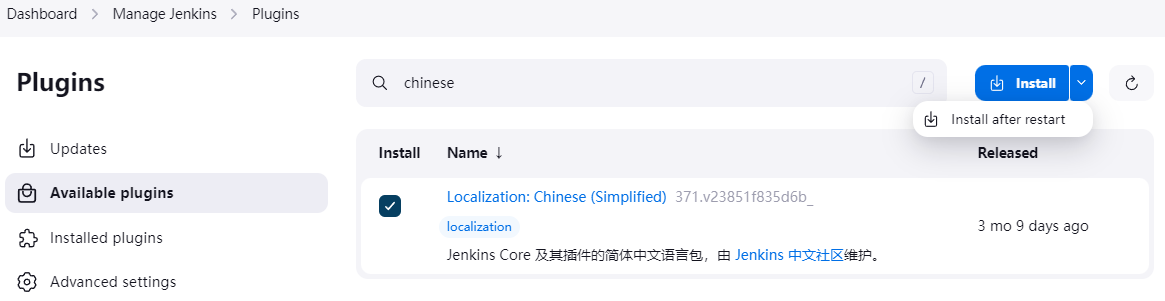 Dashboard > Manage Jenkins > Plugins
Plugins
Updates
Available plugins
Installed plugins
Advanced settings
chinese /
Install
Install after restart
Install Name ↓ Released
Localization: Chinese (Simplified) 371.v23851f835d6b_
localization
Jenkins Core 及其插件的简体中文语言包，由 Jenkins 中文社区维护。
3 mo 9 days ago